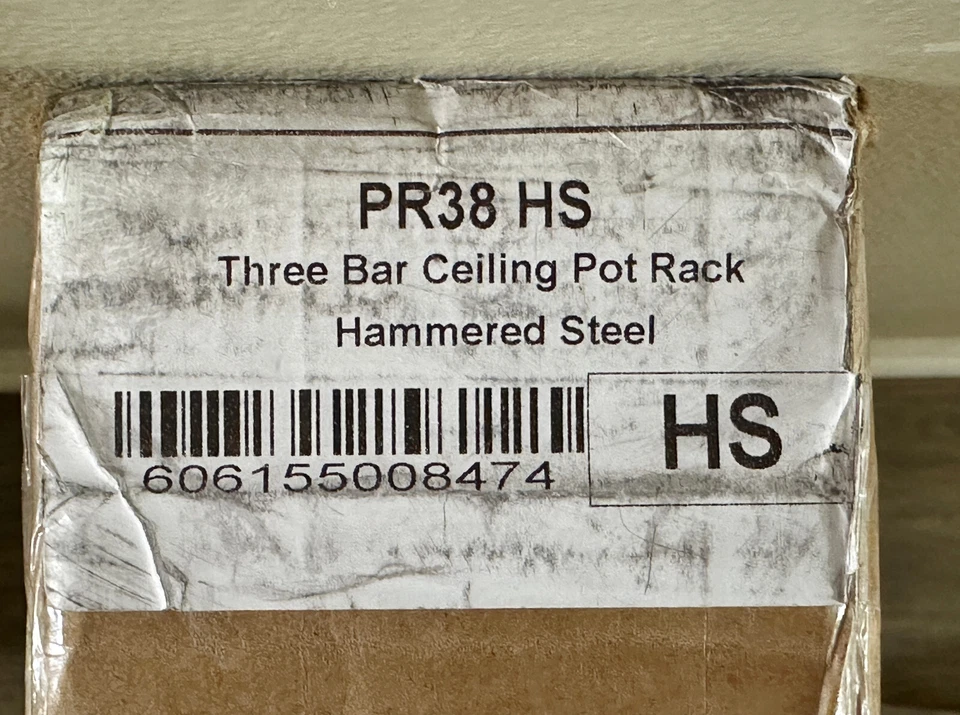 PR38 HS
Three Bar Ceiling Pot Rack
Hammered Steel
606155008474
HS